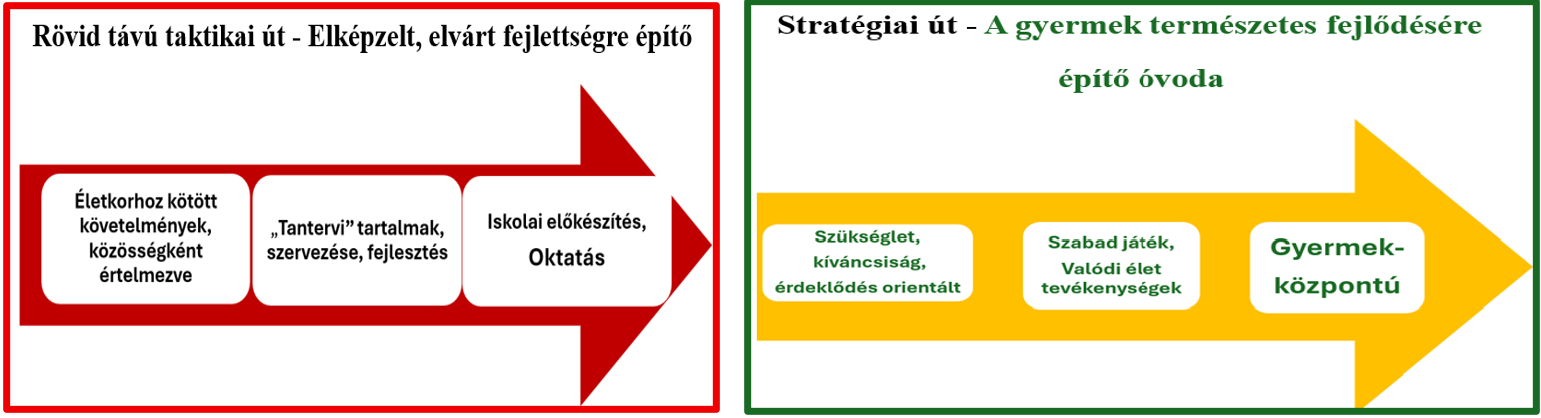 Rövid távú taktikai út - Elképzelt, elvárt fejlettségre építő
Életkorhoz kötött
követelmények,
közösségként
értelmezve
„Tantervi” tartalmak,
szervezése, fejlesztés
Iskolai előkészítés,
Oktatás
Stratégiai út - A gyermek természetes fejlődésére
építő óvoda
Szükséglet,
kíváncsiság,
érdeklődés orientált
Szabad játék,
Valódi élet
tevékenységek
Gyermek-
központú